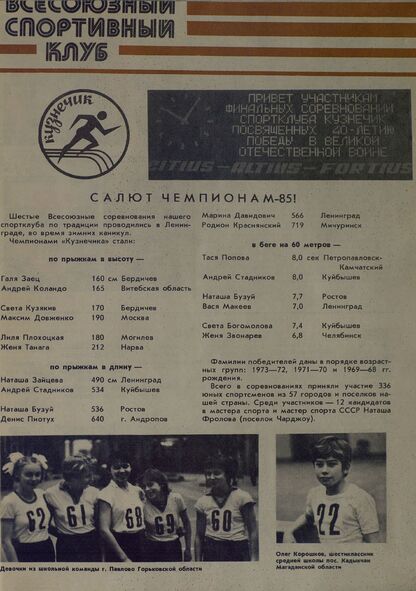 ВСЕСОЮЗНЫЙ
СПОРТИВНЫЙ
КЛУБ
КУЗНЕЧИК
ПРИВЕТ УЧАСТНИКАМ
ФИНАЛЬНЫХ СОРЕВНОВАНИЙ
СПОРТКЛУБА КУЗНЕЧИК
ПОСВЯЩЕННЫХ 40-ЛЕТИЮ
ПОБЕДЫ В ВЕЛИКОЙ
ОТЕЧЕСТВЕННОЙ ВОЙНЕ
CITIUS-ALTIUS-FORTIUS
САЛЮТ ЧЕМПИОНАМ-85!
Шестые Всесоюзные соревнования нашего
спортклуба по традиции проводились в Ленин-
граде, во время зимних каникул.
Чемпионами «Кузнечика» стали:
по прыжкам в высоту —
Галя Заец 160 см Бердичев
Андрей Коландо 165 Витебская область
Света Кузякив 170 Бердичев
Максим Довженко 190 Москва
Лиля Плохоцкая 180 Могилев
Женя Танага 212 Нарва
по прыжкам в длину —
Наташа Зайцева 490 см Ленинград
Андрей Стадников 534 Куйбышев
Наташа Бузуй 536 Ростов
Денис Пиотух 640 г. Андропов
Марина Давидович 566 Ленинград
Родион Краснянский 719 Мичуринск
в беге на 60 метров —
Тася Попова 8,0 сек Петропавловск-
Камчатский
Андрей Стадников 8,0 Куйбышев
Наташа Бузуй 7,7 Ростов
Вася Макеев 7,0 Ленинград
Света Богомолова 7,4 Куйбышев
Женя Звонарев 6,8 Челябинск
Фамилии победителей даны в порядке возраст-
ных групп: 1973—72, 1971—70 и 1969—68 гг.
рождения.
Всего в соревнованиях приняли участие 336
юных спортсменов из 57 городов и поселков на-
шей страны. Среди участников — 12 кандидатов
в мастера спорта и мастер спорта СССР Наташа
Фролова (поселок Чарджоу).
62
61
68
69
60
22
Девочки из школьной команды г. Павлово Горьковской области
Олег Корошков, шестиклассник
средней школы пос. Кадыкчан
Магаданской области